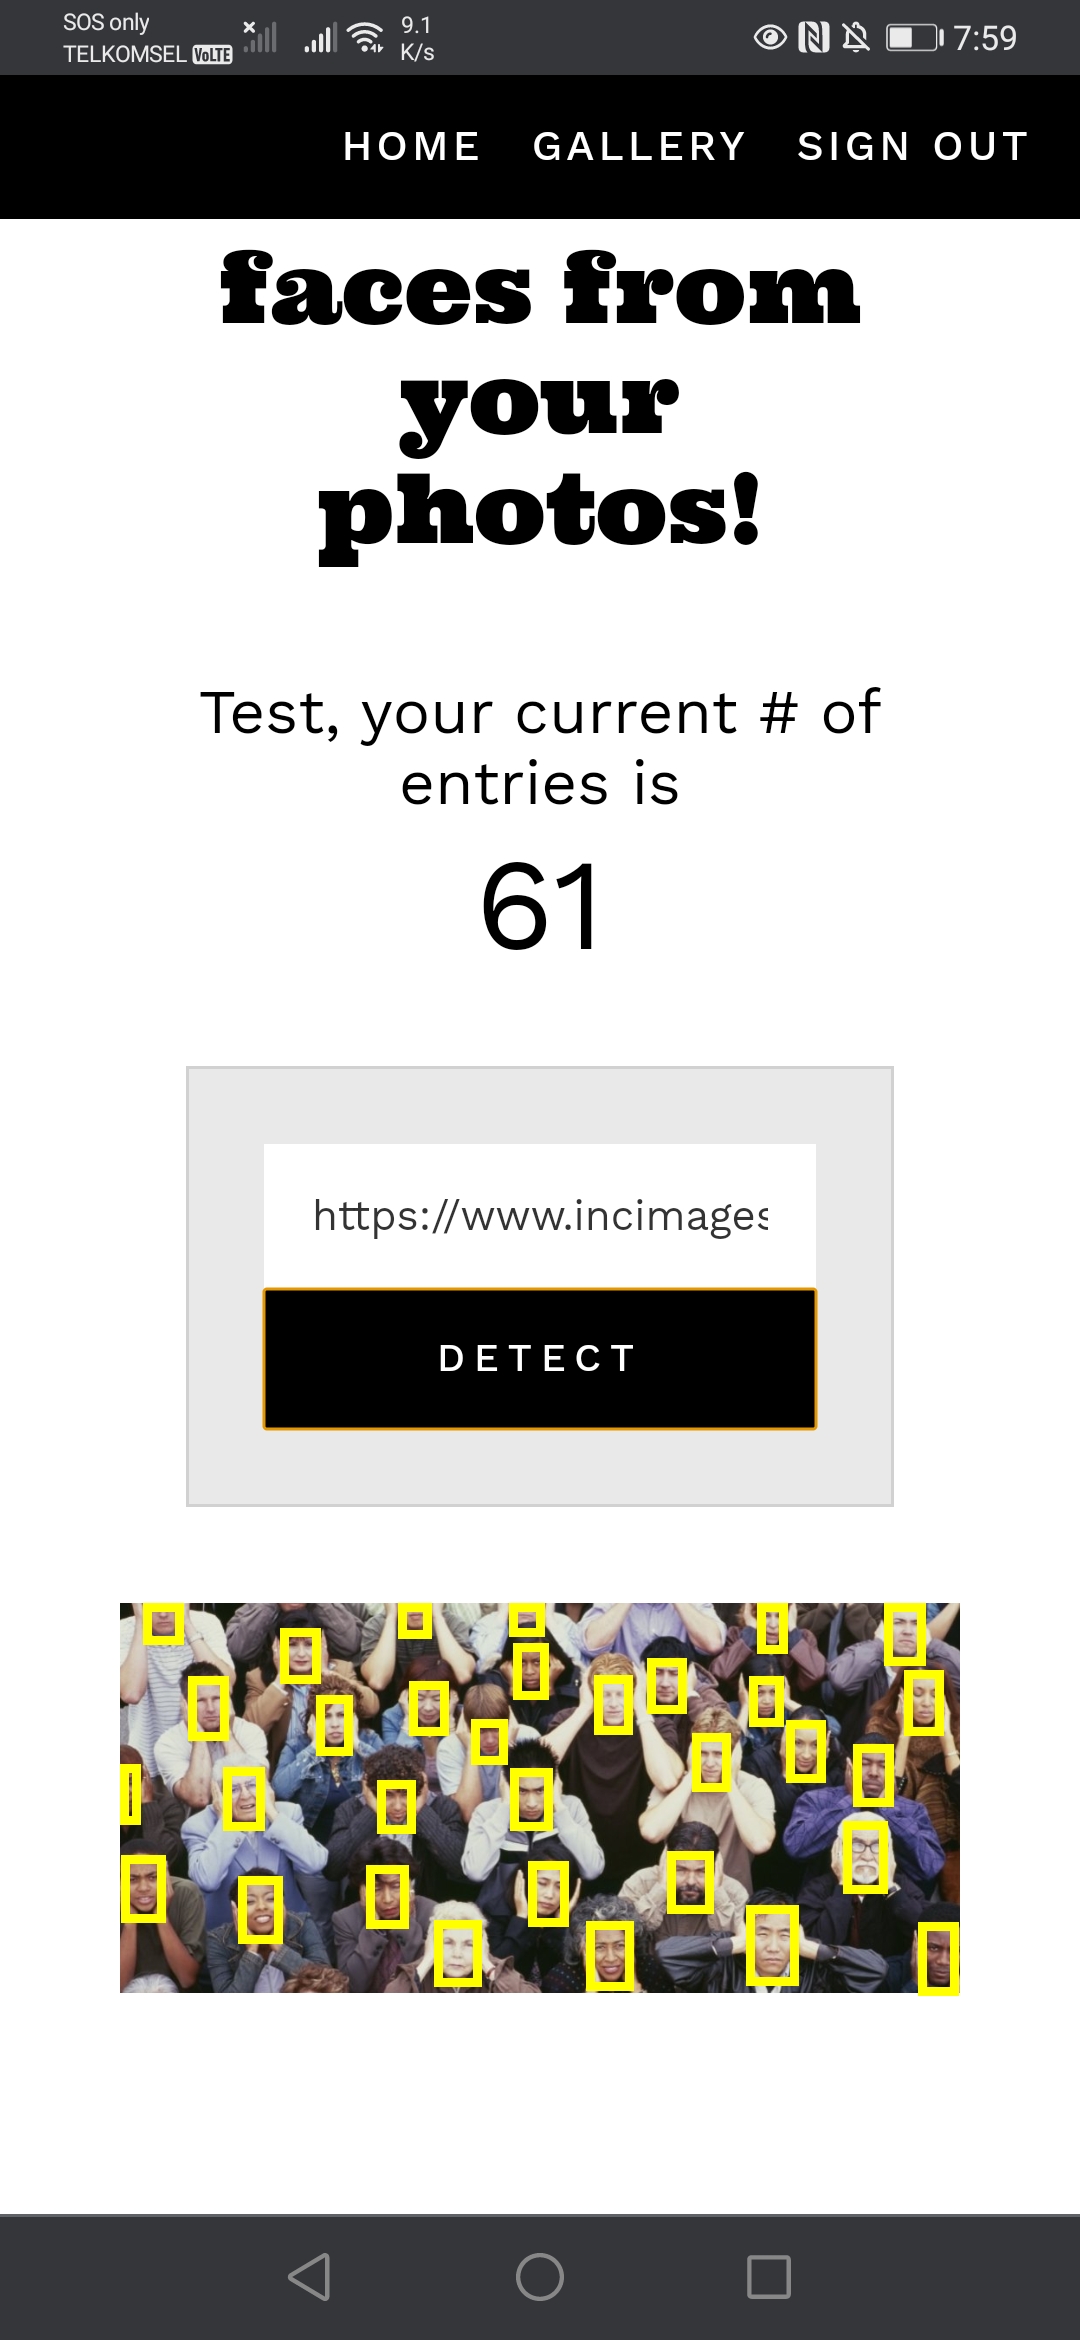 SOS only
TELKOMSEL VoLTE
9.1
K/s
7:59
HOME GALLERY SIGN OUT
faces from
your
photos!
Test, your current # of
entries is
61
https://www.incimages
DETECT